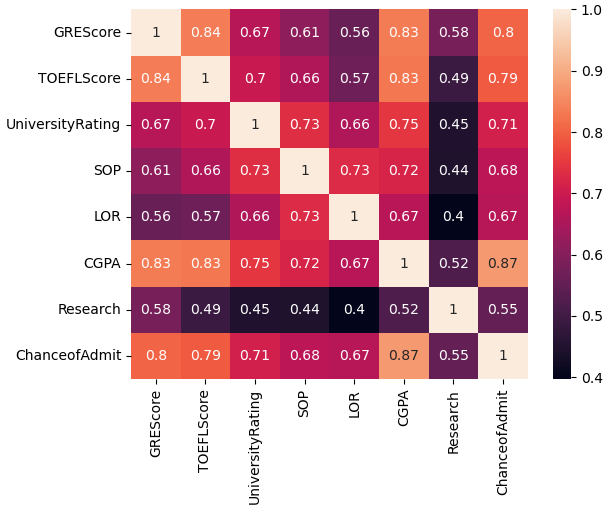 GREScore 1 0.84 0.67 0.61 0.56 0.83 0.58 0.8
TOEFLScore 0.84 1 0.7 0.66 0.57 0.83 0.49 0.79
UniversityRating 0.67 0.7 1 0.73 0.66 0.75 0.45 0.71
SOP 0.61 0.66 0.73 1 0.73 0.72 0.44 0.68
LOR 0.56 0.57 0.66 0.73 1 0.67 0.4 0.67
CGPA 0.83 0.83 0.75 0.72 0.67 1 0.52 0.87
Research 0.58 0.49 0.45 0.44 0.4 0.52 1 0.55
ChanceofAdmit 0.8 0.79 0.71 0.68 0.67 0.87 0.55 1
GREScore
TOEFLScore
UniversityRating
SOP
LOR
CGPA
Research
ChanceofAdmit
1.0
0.9
0.8
0.7
0.6
0.5
0.4